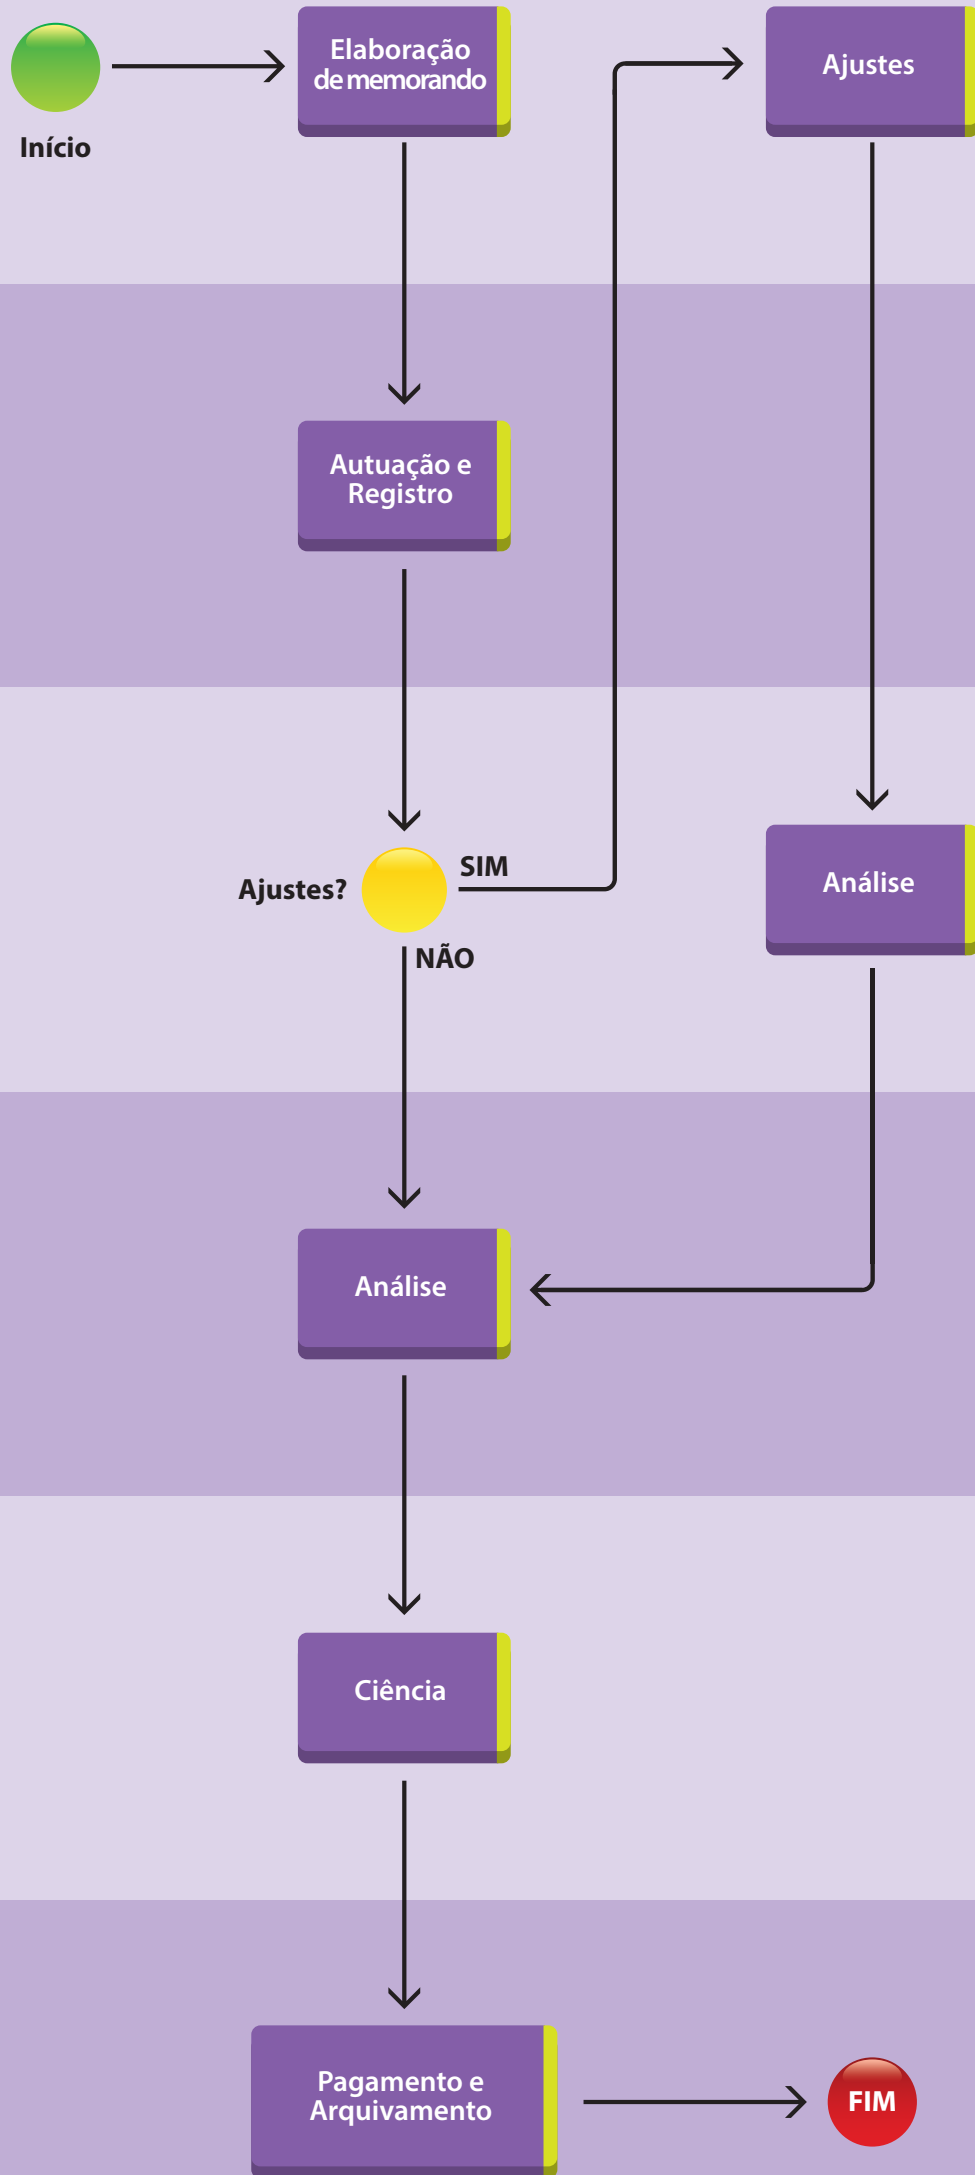 Elaboração
de memorando
Ajustes
Início
Autuação e
Registro
Ajustes?
SIM
NÃO
Análise
Análise
Ciência
Pagamento e
Arquivamento
FIM